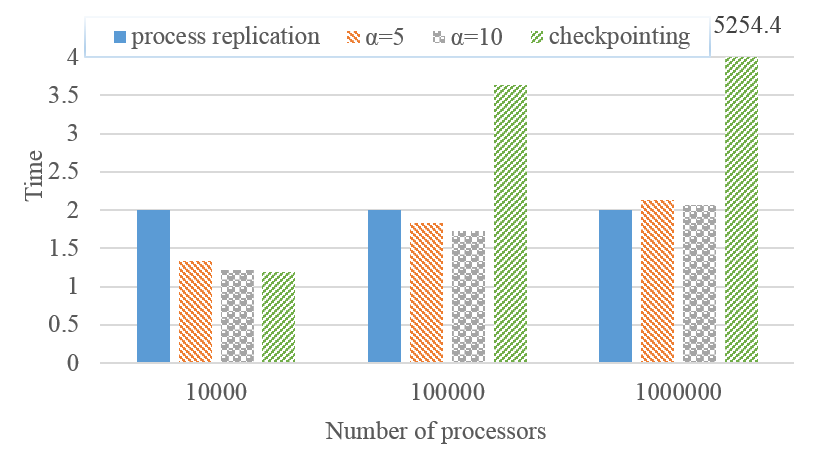 5254.4
process replication α=5 α=10 checkpointing
4
3.5
3
2.5
2
1.5
1
0.5
0
Time
10000 100000 1000000
Number of processors